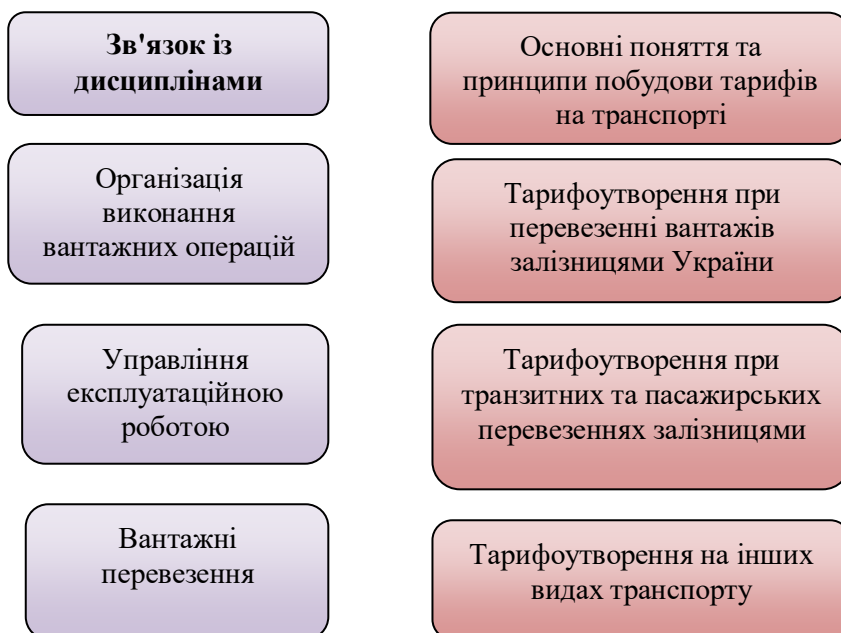 Зв'язок із
дисциплінами
Організація
виконання
вантажних операцій
Управління
експлуатаційною
роботою
Вантажні
перевезення
Основні поняття та
принципи побудови тарифів
на транспорті
Тарифоутворення при
перевезенні вантажів
залізницями України
Тарифоутворення при
транзитних та пасажирських
перевезеннях залізницями
Тарифоутворення на інших
видах транспорту